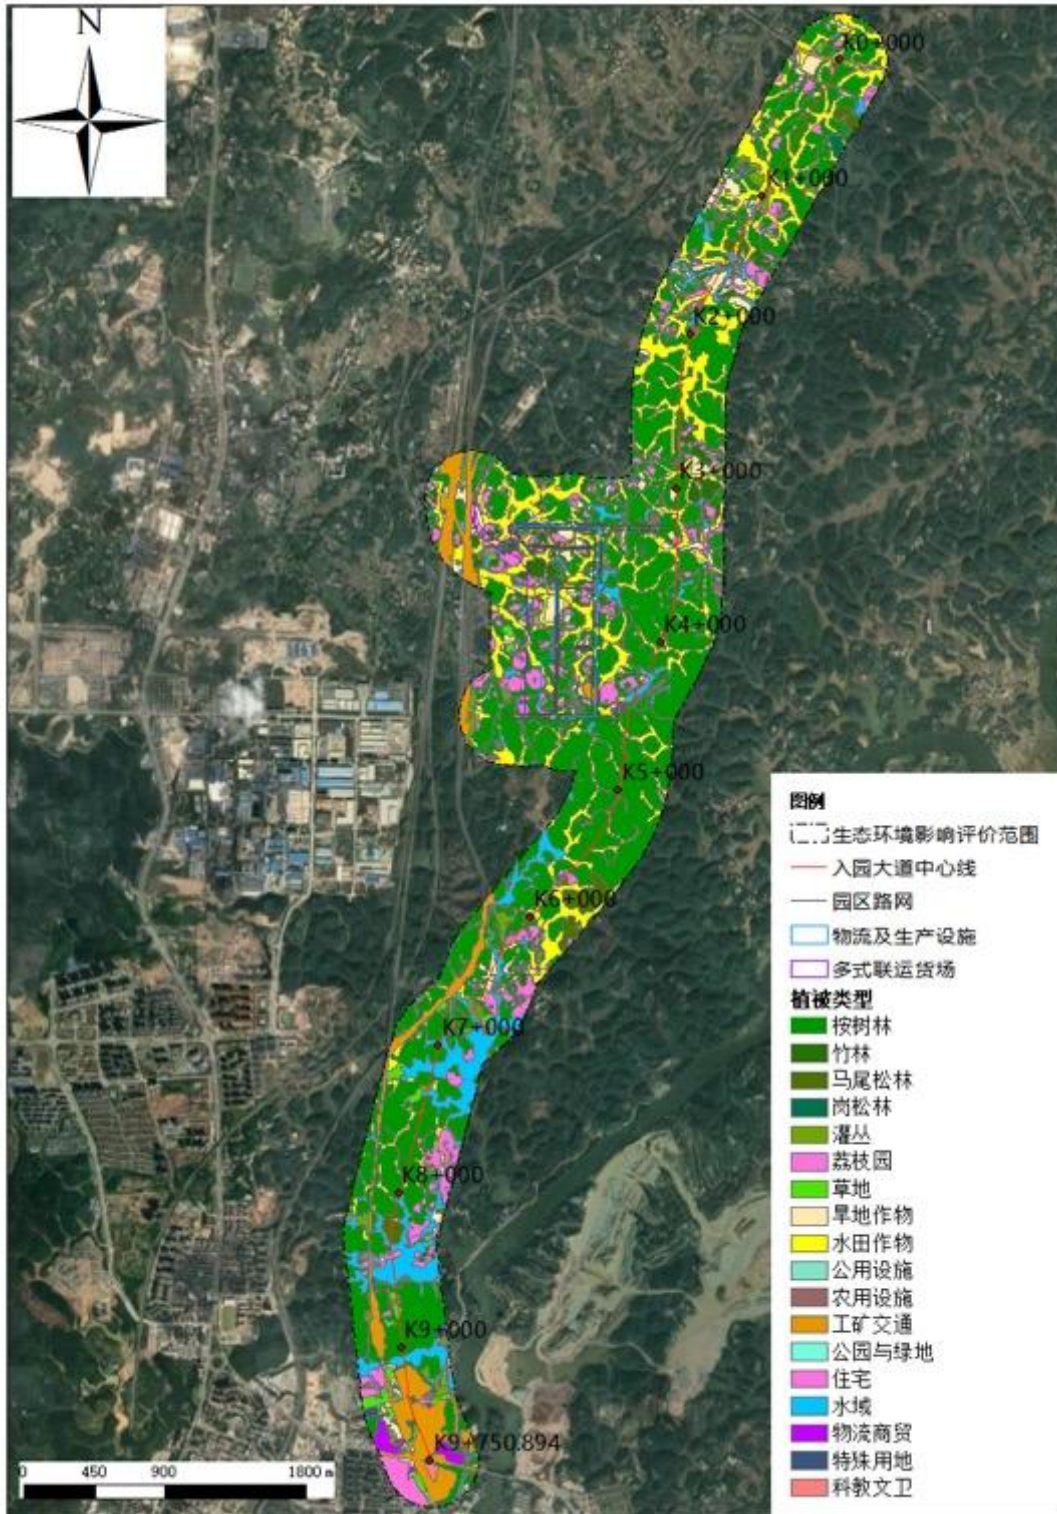 N
K0+000
K1+000
K2+000
K3+000
K4+000
K5+000
K6+000
K7+000
K8+000
K9+000
K9+750.894
0 450 900 1800 m
图例
生态环境影响评价范围
入园大道中心线
园区路网
物流及生产设施
多式联运货场
植被类型
桉树林
竹林
马尾松林
岗松林
灌丛
荔枝园
草地
旱地作物
水田作物
公用设施
农用设施
工矿交通
公园与绿地
住宅
水域
物流商贸
特殊用地
科教文卫